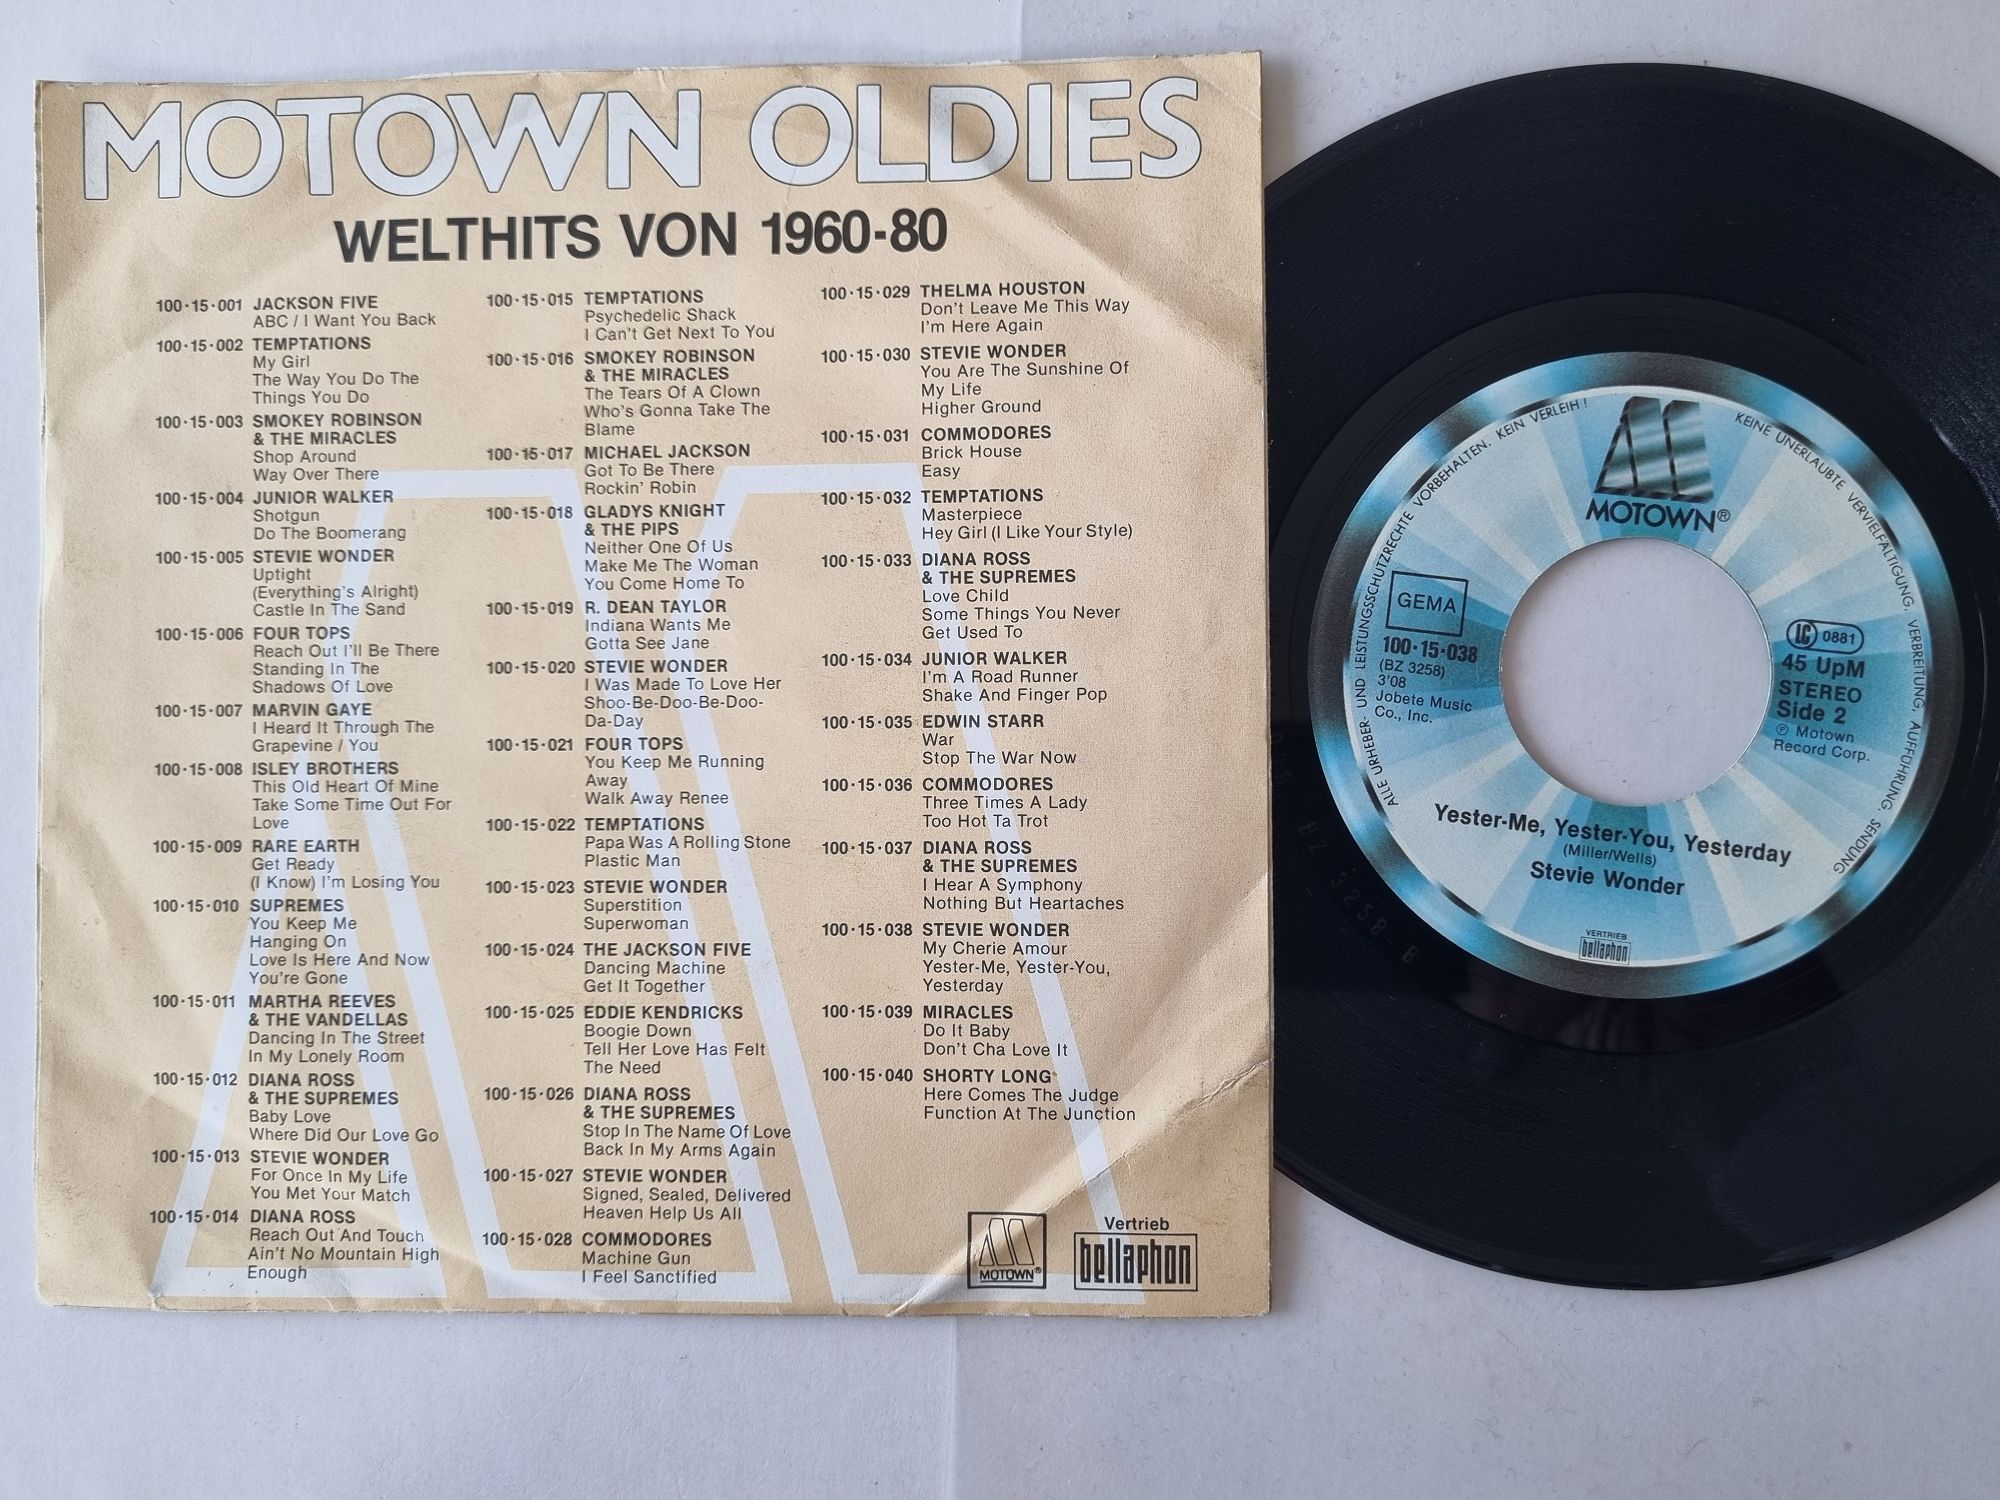 MOTOWN OLDIES
WELTHITS VON 1960-80
100·15·001 JACKSON FIVE
ABC / I Want You Back
100·15·002 TEMPTATIONS
My Girl
The Way You Do The
Things You Do
100·15·003 SMOKEY ROBINSON
& THE MIRACLES
Shop Around
Way Over There
100·15·004 JUNIOR WALKER
Shotgun
Do The Boomerang
100·15·005 STEVIE WONDER
Uptight
(Everything's Alright)
Castle In The Sand
100·15·006 FOUR TOPS
Reach Out I'll Be There
Standing In The
Shadows Of Love
100·15·007 MARVIN GAYE
I Heard It Through The
Grapevine / You
100·15·008 ISLEY BROTHERS
This Old Heart Of Mine
Take Some Time Out For
Love
100·15·009 RARE EARTH
Get Ready
(I Know) I'm Losing You
100·15·010 SUPREMES
You Keep Me
Hanging On
Love Is Here And Now
You're Gone
100·15·011 MARTHA REEVES
& THE VANDELLAS
Dancing In The Street
In My Lonely Room
100·15·012 DIANA ROSS
& THE SUPREMES
Baby Love
Where Did Our Love Go
100·15·013 STEVIE WONDER
For Once In My Life
You Met Your Match
100·15·014 DIANA ROSS
Reach Out And Touch
Ain't No Mountain High
Enough
100·15·015 TEMPTATIONS
Psychedelic Shack
I Can't Get Next To You
100·15·016 SMOKEY ROBINSON
& THE MIRACLES
The Tears Of A Clown
Who's Gonna Take The
Blame
100·15·017 MICHAEL JACKSON
Got To Be There
Rockin' Robin
100·15·018 GLADYS KNIGHT
& THE PIPS
Neither One Of Us
Make Me The Woman
You Come Home To
100·15·019 R. DEAN TAYLOR
Indiana Wants Me
Gotta See Jane
100·15·020 STEVIE WONDER
I Was Made To Love Her
Shoo-Be-Doo-Be-Doo-
Da-Day
100·15·021 FOUR TOPS
You Keep Me Running
Away
Walk Away Renee
100·15·022 TEMPTATIONS
Papa Was A Rolling Stone
Plastic Man
100·15·023 STEVIE WONDER
Superstition
Superwoman
100·15·024 THE JACKSON FIVE
Dancing Machine
Get It Together
100·15·025 EDDIE KENDRICKS
Boogie Down
Tell Her Love Has Felt
The Need
100·15·026 DIANA ROSS
& THE SUPREMES
Stop In The Name Of Love
Back In My Arms Again
100·15·027 STEVIE WONDER
Signed, Sealed, Delivered
Heaven Help Us All
100·15·028 COMMODORES
Machine Gun
I Feel Sanctified
100·15·029 THELMA HOUSTON
Don't Leave Me This Way
I'm Here Again
100·15·030 STEVIE WONDER
You Are The Sunshine Of
My Life
Higher Ground
100·15·031 COMMODORES
Brick House
Easy
100·15·032 TEMPTATIONS
Masterpiece
Hey Girl (I Like Your Style)
100·15·033 DIANA ROSS
& THE SUPREMES
Love Child
Some Things You Never
Get Used To
100·15·034 JUNIOR WALKER
I'm A Road Runner
Shake And Finger Pop
100·15·035 EDWIN STARR
War
Stop The War Now
100·15·036 COMMODORES
Three Times A Lady
Too Hot Ta Trot
100·15·037 DIANA ROSS
& THE SUPREMES
I Hear A Symphony
Nothing But Heartaches
100·15·038 STEVIE WONDER
My Cherie Amour
Yester-Me, Yester-You,
Yesterday
100·15·039 MIRACLES
Do It Baby
Don't Cha Love It
100·15·040 SHORTY LONG
Here Comes The Judge
Function At The Junction
MOTOWN®
Vertrieb
bellaphon
ALLE URHEBER- UND LEISTUNGSSCHUTZRECHTE VORBEHALTEN. KEIN VERLEIH! KEINE UNERLAUBTE VERVIELFÄLTIGUNG, VERBREITUNG, AUFFÜHRUNG, SENDUNG.
MOTOWN®
GEMA
100·15·038
(BZ 3258)
3'08
Jobete Music
Co., Inc.
LC 0881
45 UpM
STEREO
Side 2
℗ Motown
Record Corp.
Yester-Me, Yester-You, Yesterday
(Miller/Wells)
Stevie Wonder
VERTRIEB
bellaphon
BZ 3258-B